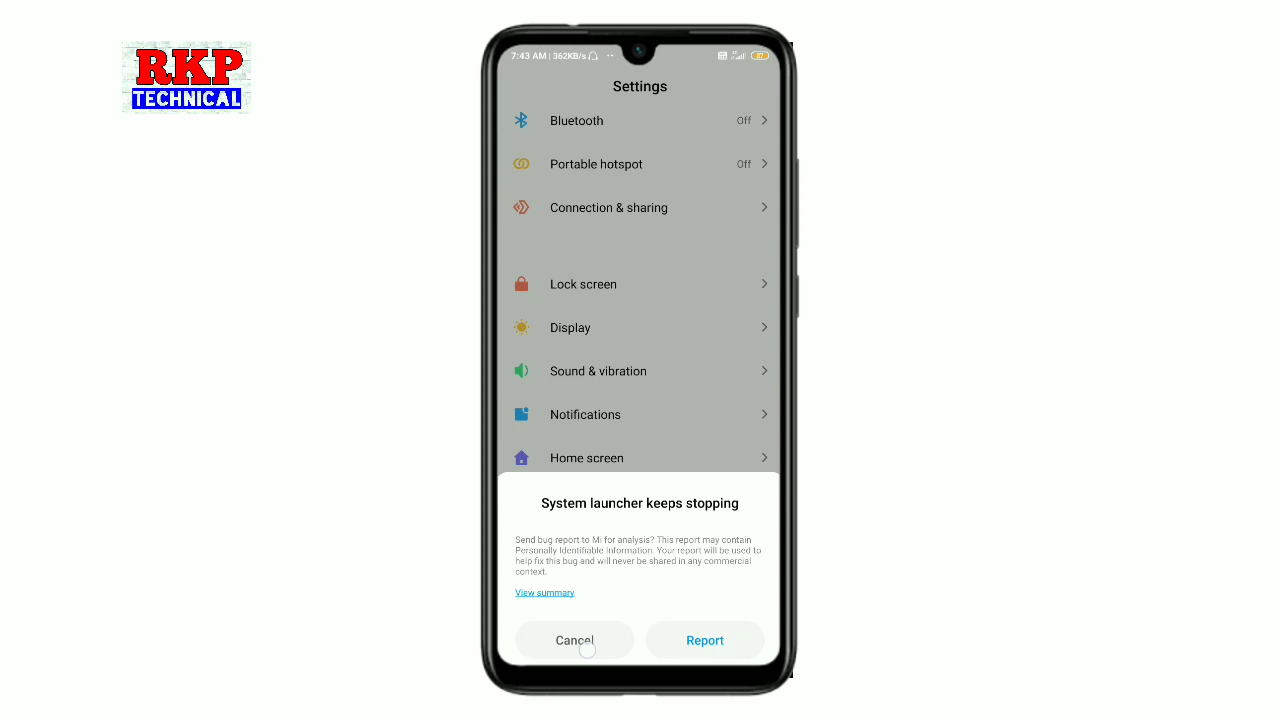 RKP
TECHNICAL
7:43 AM | 362KB/s
87
Settings
Bluetooth Off
Portable hotspot Off
Connection & sharing
Lock screen
Display
Sound & vibration
Notifications
Home screen
System launcher keeps stopping
Send bug report to Mi for analysis? This report may contain
Personally Identifiable Information. Your report will be used to
help fix this bug and will never be shared in any commercial
context.
View summary
Cancel Report